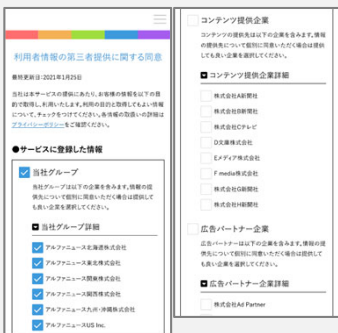 利用者情報の第三者提供に関する同意
最終更新日:2021年1月25日
当社は本サービスの提供にあたり、お客様の情報を以下の目
的で取得し、利用いたします。利用の目的と取得してもよい情報
について、チェックをつけてください。各情報の取扱いの詳細は
プライバシーポリシーをご確認ください。
●サービスに登録した情報
当社グループ
当社グループは以下の企業を含みます。情報の提
供先について個別に同意いただく場合は提供して
も良い企業を選択してください。
当社グループ詳細
アルファニュース北海道株式会社
アルファニュース東北株式会社
アルファニュース関東株式会社
アルファニュース関西株式会社
アルファニュース九州・沖縄株式会社
アルファニュースUS Inc.
コンテンツ提供企業
コンテンツの提供先は以下の企業を含みます。情報
の提供先について個別に同意いただく場合は提供
しても良い企業を選択してください。
コンテンツ提供企業詳細
株式会社A新聞社
株式会社B新聞社
株式会社Cテレビ
D文庫株式会社
Eメディア株式会社
F media株式会社
株式会社G新聞社
株式会社H新聞社
広告パートナー企業
広告パートナーは以下の企業を含みます。情報の提
供先について個別に同意いただく場合は提供して
も良い企業を選択してください。
広告パートナー企業詳細
株式会社Ad Partner